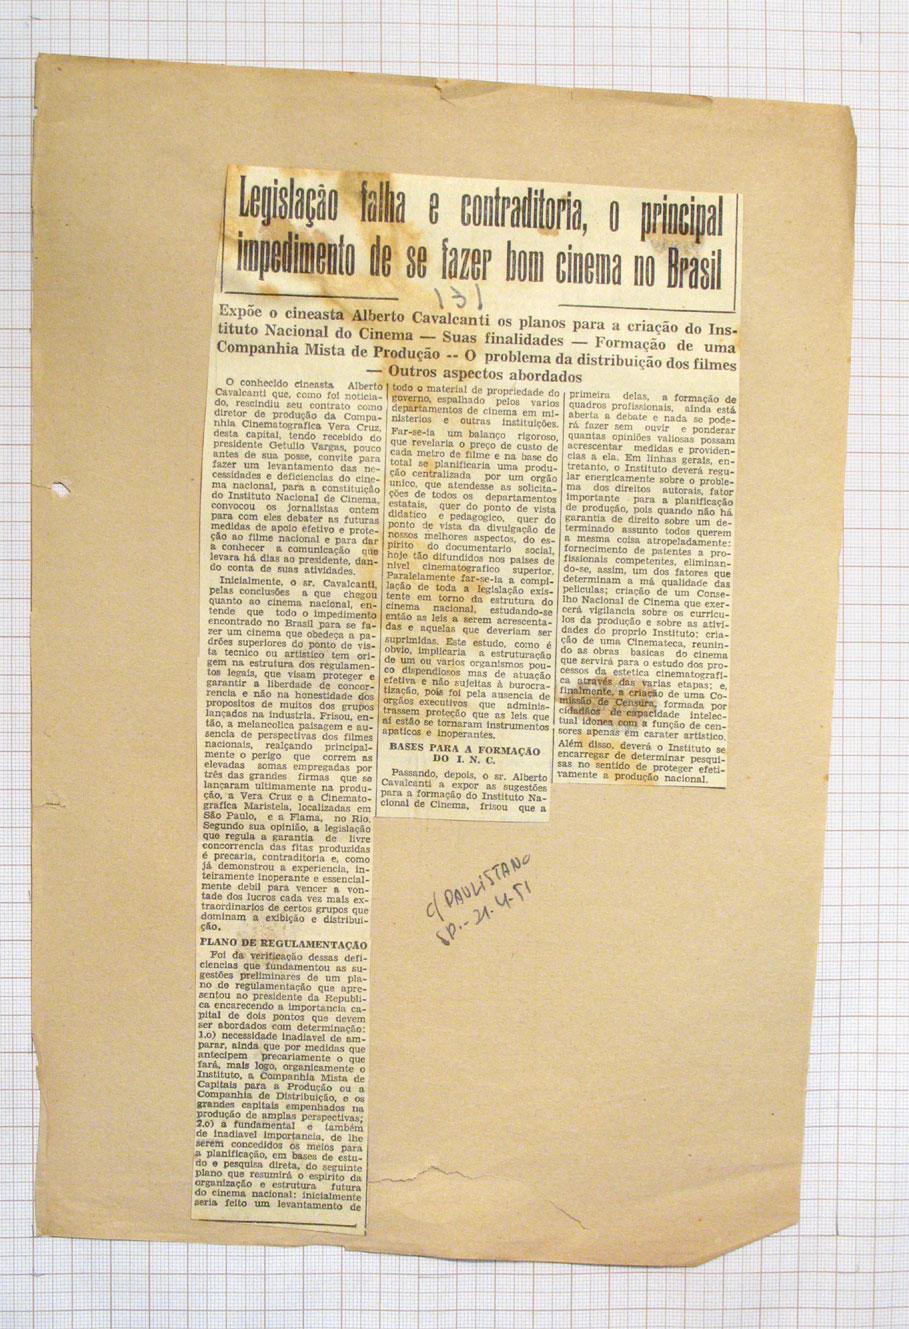 Legislação falha e contraditoria, o principal
impedimento de se fazer bom cinema no Brasil
131
Expõe o cineasta Alberto Cavalcanti os planos para a criação do Ins-
tituto Nacional do Cinema — Suas finalidades — Formação de uma
Companhia Mista de Produção -- O problema da distribuição dos filmes
— Outros aspectos abordados
O conhecido cineasta Alberto
Cavalcanti que, como foi noticia-
do, rescindiu seu contrato como
diretor de produção da Compa-
nhia Cinematografica Vera Cruz,
desta capital, tendo recebido do
presidente Getulio Vargas, pouco
antes de sua posse, convite para
fazer um levantamento das ne-
cessidades e deficiencias do cine-
ma nacional, para a constituição
do Instituto Nacional de Cinema,
convocou os jornalistas ontem
para com eles debater as futuras
medidas de apoio efetivo e prote-
ção ao filme nacional e para dar
a conhecer a comunicação que
levara há dias ao presidente, dan-
do conta de suas atividades.
Inicialmente, o sr. Cavalcanti,
pelas conclusões a que chegou
quanto ao cinema nacional, en-
tende que todo o impedimento
encontrado no Brasil para se fa-
zer um cinema que obedeça a pa-
drões superiores do ponto de vis-
ta tecnico ou artistico tem ori-
gem na estrutura dos regulamen-
tos legais, que visam proteger e
garantir a liberdade de concor-
rencia e não na honestidade dos
propositos de muitos dos grupos
lançados na industria. Frisou, en-
tão, a melancolica paisagem e au-
sencia de perspectivas dos filmes
nacionais, realçando principal-
mente o perigo que correm as
elevadas somas empregadas por
três das grandes firmas que se
lançaram ultimamente na produ-
ção, a Vera Cruz e a Cinemato-
grafica Maristela, localizadas em
São Paulo, e a Flama, no Rio.
Segundo sua opinião, a legislação
que regula a garantia de livre
concorrencia das fitas produzidas
é precaria, contraditoria e, como
já demonstrou a experiencia, in-
teiramente inoperante e essencial-
mente debil para vencer a von-
tade dos lucros cada vez mais ex-
traordinarios de certos grupos que
dominam a exibição e distribui-
ção.
PLANO DE REGULAMENTAÇÃO
Foi da verificação dessas defi-
ciencias que fundamentou as su-
gestões preliminares de um pla-
no de regulamentação que apre-
sentou ao presidente da Republi-
ca encarecendo a importancia ca-
pital de dois pontos que devem
ser abordados com determinação:
1.o) necessidade inadiavel de am-
parar, ainda que por medidas que
antecipem precariamente o que
fará, mais logo, organicamente o
Instituto, a Companhia Mista de
Capitais para a Produção ou a
Companhia de Distribuição, e os
grandes capitais empenhados na
produção de amplas perspectivas;
2.o) a fundamental e também
de inadiavel importancia, de lhe
serem concedidos os meios para
a planificação, em bases de estu-
do e pesquisa direta, do seguinte
plano que resumirá o espirito da
organização e estrutura futura
do cinema nacional: inicialmente
seria feito um levantamento de
todo o material de propriedade do
governo, espalhado pelos varios
departamentos de cinema em mi-
nisterios e outras instituições.
Far-se-ia um balanço rigoroso,
que revelaria o preço de custo de
cada metro de filme e na base do
total se planificaria uma produ-
ção centralizada por um orgão
unico, que atendesse as solicita-
ções de todos os departamentos
estatais, quer do ponto de vista
didatico e pedagogico, quer do
ponto de vista da divulgação de
nossos melhores aspectos, do es-
pirito do documentario social,
hoje tão difundidos nos paises de
nivel cinematografico superior.
Paralelamente far-se-ia a compi-
lação de toda a legislação exis-
tente em torno da estrutura do
cinema nacional, estudando-se
então as leis a serem acrescenta-
das e aquelas que deveriam ser
suprimidas. Este estudo, como é
obvio, implicaria a estruturação
de um ou varios organismos pou-
co dispendiosos mas de atuação
efetiva e não sujeitas à burocra-
tização, pois foi pela ausencia de
orgãos executivos que adminis-
trassem proteção que as leis que
aí estão se tornaram instrumentos
apaticos e inoperantes.
BASES PARA A FORMAÇÃO
DO I. N. C.
Passando, depois, o sr. Alberto
Cavalcanti a expor as sugestões
para a formação do Instituto Na-
cional de Cinema, frisou que a
primeira delas, a formação de
quadros profissionais, ainda está
aberta a debate e nada se pode-
rá fazer sem ouvir e ponderar
quantas opiniões valiosas possam
acrescentar medidas e providen-
cias a ela. Em linhas gerais, en-
tretanto, o Instituto deverá regu-
lar energicamente sobre o proble-
ma dos direitos autorais, fator
importante para a planificação
de produção, pois quando não há
garantia de direito sobre um de-
terminado assunto todos querem
a mesma coisa atropeladamente;
fornecimento de patentes a pro-
fissionais competentes, eliminan-
do-se, assim, um dos fatores que
determinam a má qualidade das
películas; criação de um Conse-
lho Nacional de Cinema que exer-
cerá vigilancia sobre os curricu-
los da produção e sobre as ativi-
dades do proprio Instituto; cria-
ção de uma Cinemateca, reunin-
do as obras basicas do cinema
que servirá para o estudo dos pro-
cessos da estetica cinematografi-
ca através das varias etapas; e,
finalmente, a criação de uma Co-
missão de Censura, formada por
cidadãos de capacidade intelec-
tual idonea com a função de cen-
sores apenas em carater artistico.
Além disso, deverá o Instituto se
encarregar de determinar pesqui-
sas no sentido de proteger efeti-
vamente a produção nacional.
C/ PAULISTANO
SP.- 21-4-51